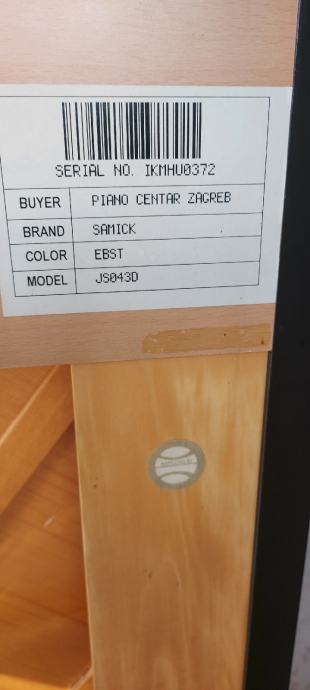 SERIAL NO. IKMHU0372
BUYER PIANO CENTAR ZAGREB
BRAND SAMICK
COLOR EBST
MODEL JS043D